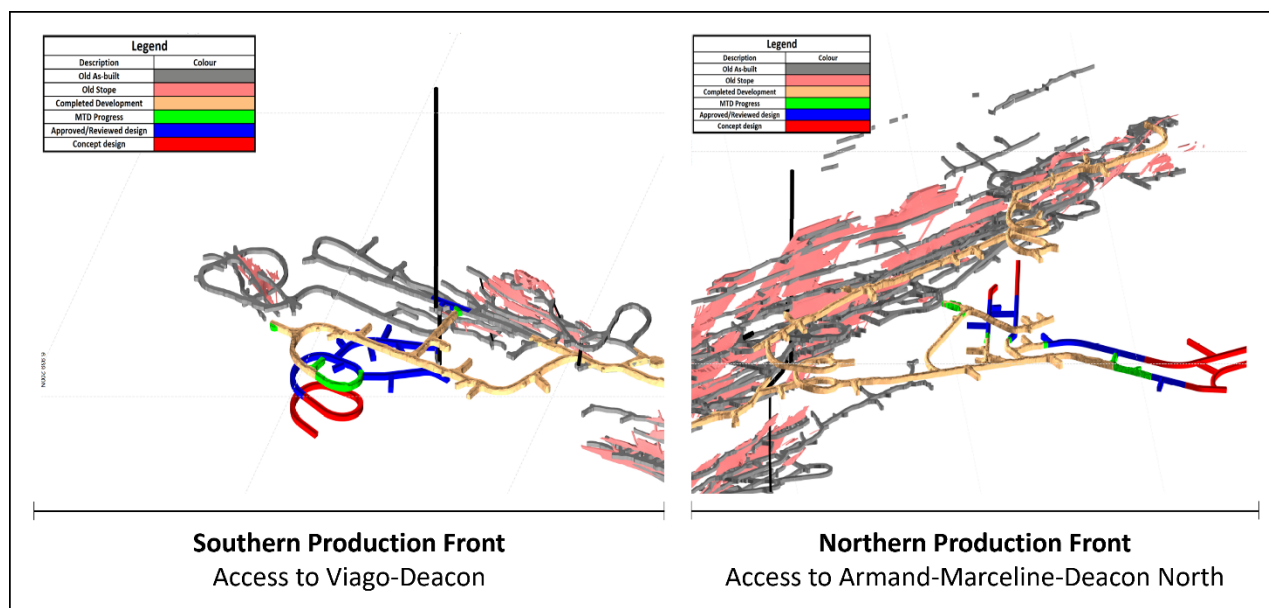 Legend
Description Colour
Old As-built
Old Stope
Completed Development
MTD Progress
Approved/Reviewed design
Concept design
Legend
Description Colour
Old As-built
Old Stope
Completed Development
MTD Progress
Approved/Reviewed design
Concept design
Southern Production Front
Access to Viago-Deacon
Northern Production Front
Access to Armand-Marceline-Deacon North